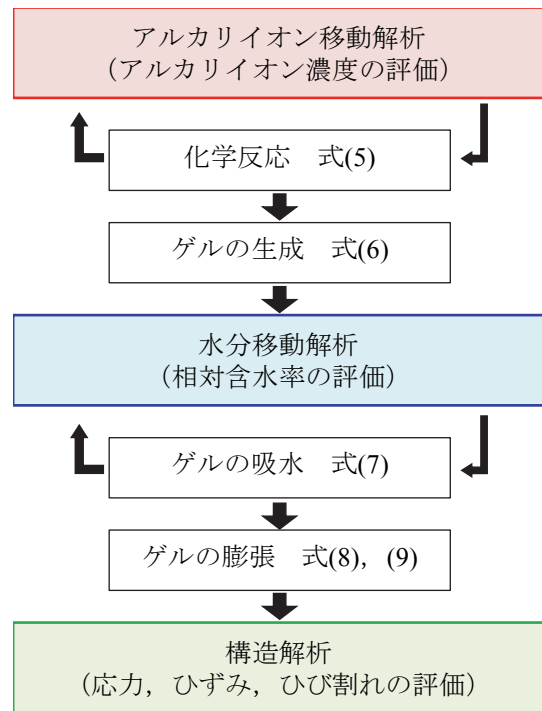 アルカリイオン移動解析
（アルカリイオン濃度の評価）
化学反応　式(5)
ゲルの生成　式(6)
水分移動解析
（相対含水率の評価）
ゲルの吸水　式(7)
ゲルの膨張　式(8)，(9)
構造解析
（応力，ひずみ，ひび割れの評価）